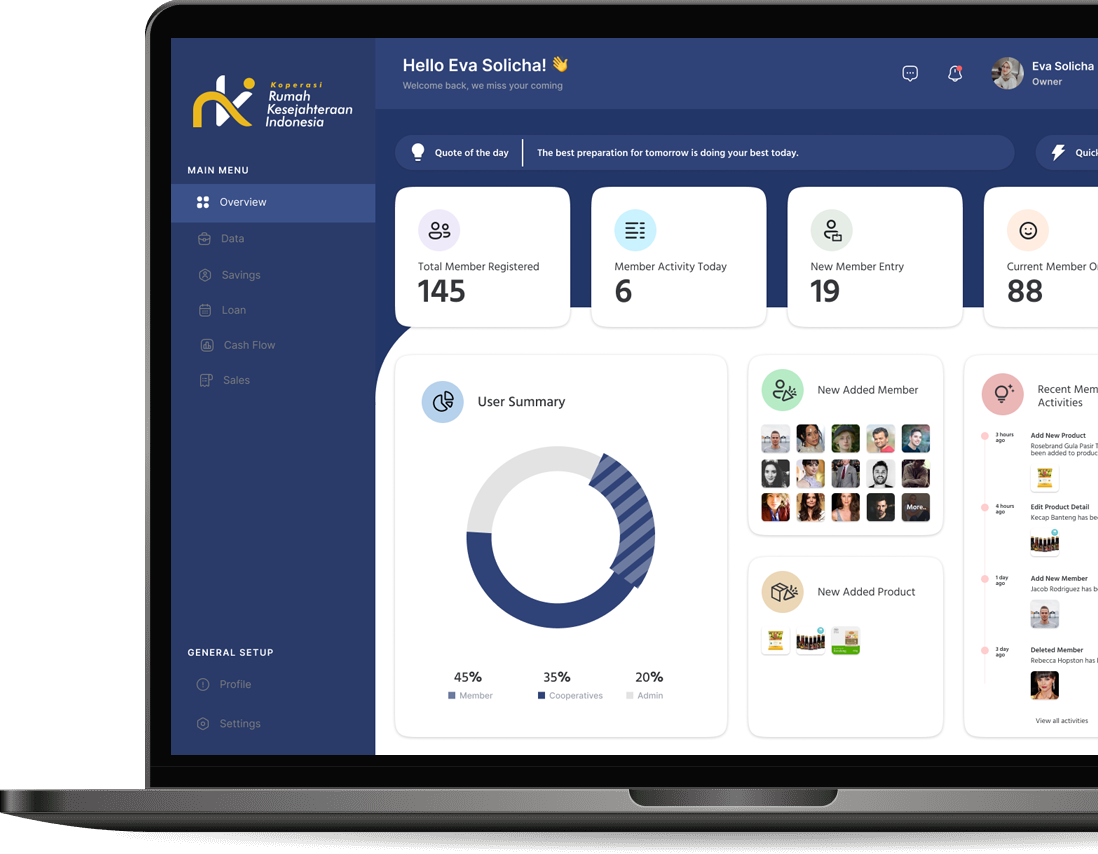 Koperasi
Rumah
Kesejahteraan
Indonesia
MAIN MENU
Overview
Data
Savings
Loan
Cash Flow
Sales
GENERAL SETUP
Profile
Settings
Hello Eva Solicha! 👋
Welcome back, we miss your coming
Eva Solicha
Owner
Quote of the day
The best preparation for tomorrow is doing your best today.
Total Member Registered
145
Member Activity Today
6
New Member Entry
19
Current Member
88
User Summary
45%
Member
35%
Cooperatives
20%
Admin
New Added Member
More..
New Added Product
Recent
Activities
3 hours
ago
Add New Product
Rosebrand Gula Pasir
been added to
4 hours
ago
Edit Product Detail
Kecap Banteng has
1 day
ago
Add New Member
Jacob Rodriguez has
3 day
ago
Deleted Member
Rebecca Hopston has
View all activities